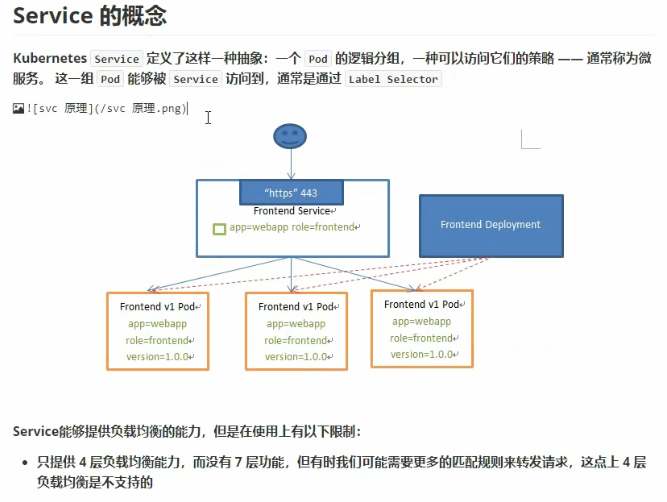 Service 的概念
Kubernetes Service 定义了这样一种抽象：一个 Pod 的逻辑分组，一种可以访问它们的策略 —— 通常称为微
服务。 这一组 Pod 能够被 Service 访问到，通常是通过 Label Selector
![svc 原理](/svc 原理.png)
“https” 443
Frontend Service
app=webapp role=frontend
Frontend Deployment
Frontend v1 Pod
app=webapp
role=frontend
version=1.0.0
Frontend v1 Pod
app=webapp
role=frontend
version=1.0.0
Frontend v1 Pod
app=webapp
role=frontend
version=1.0.0
Service能够提供负载均衡的能力，但是在使用上有以下限制：
• 只提供 4 层负载均衡能力，而没有 7 层功能，但有时我们可能需要更多的匹配规则来转发请求，这点上 4 层
负载均衡是不支持的